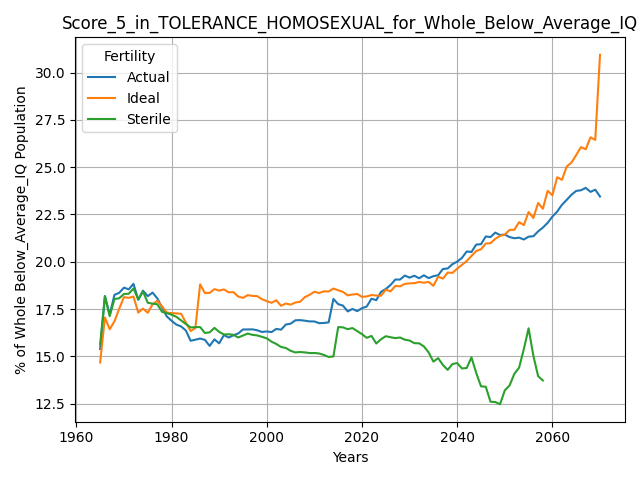 Score_5_in_TOLERANCE_HOMOSEXUAL_for_Whole_Below_Average_IQ
Fertility
Actual
Ideal
Sterile
% of Whole Below_Average_IQ Population
30.0
27.5
25.0
22.5
20.0
17.5
15.0
12.5
1960
1980
2000
2020
2040
2060
Years